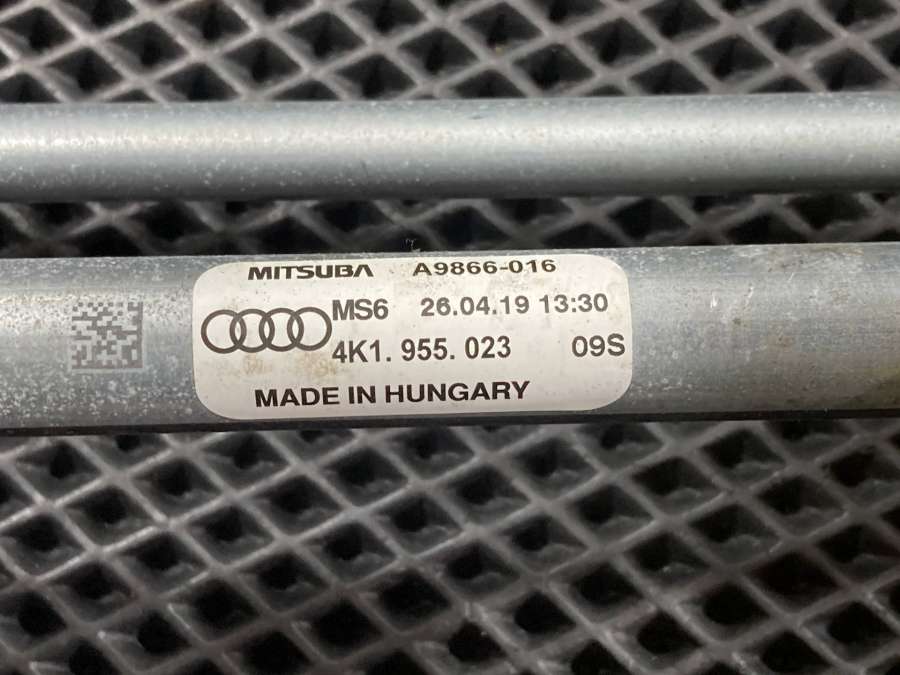 MITSUBA A9866-016
MS6 26.04.19 13:30
4K1. 955. 023 09S
MADE IN HUNGARY